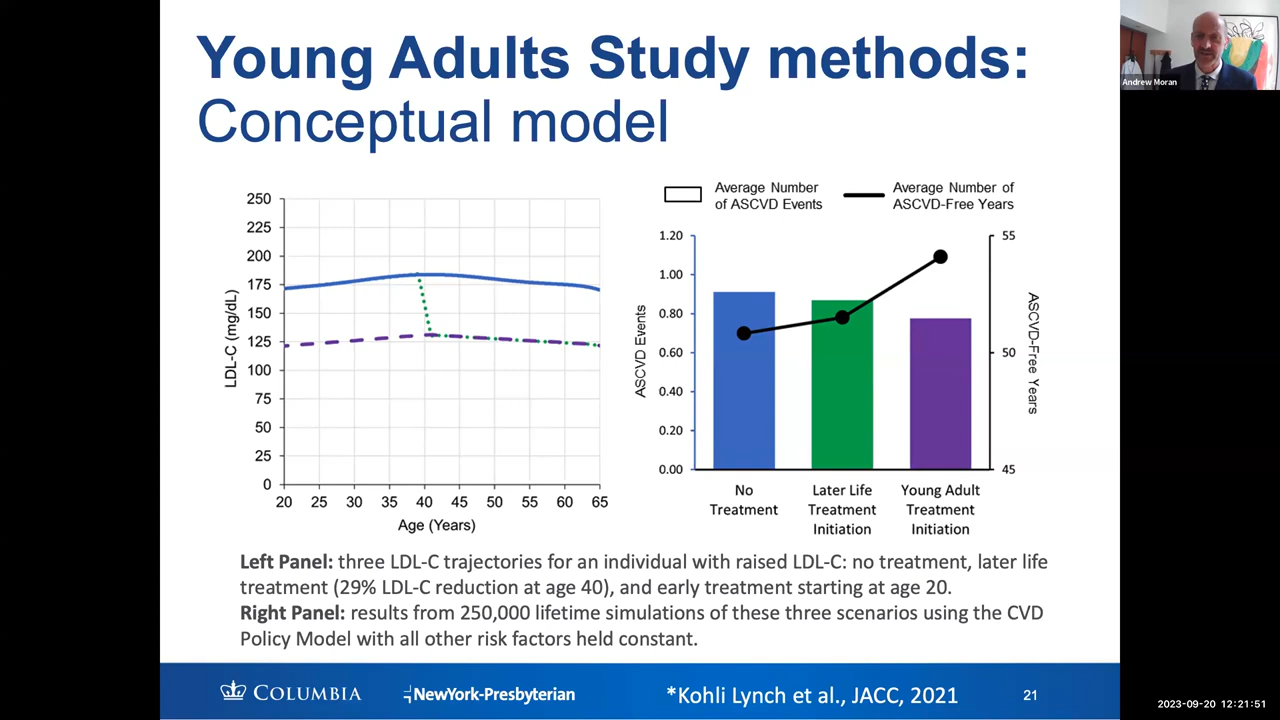 Young Adults Study methods:
Conceptual model
Andrew Moran
250
225
200
175
150
125
100
75
50
25
0
LDL-C (mg/dL)
20 25 30 35 40 45 50 55 60 65
Age (Years)
Average Number
of ASCVD Events
Average Number of
ASCVD-Free Years
1.20
1.00
0.80
0.60
0.40
0.20
0.00
ASCVD Events
55
50
45
ASCVD-Free Years
No
Treatment
Later Life
Treatment
Initiation
Young Adult
Treatment
Initiation
Left Panel: three LDL-C trajectories for an individual with raised LDL-C: no treatment, later life
treatment (29% LDL-C reduction at age 40), and early treatment starting at age 20.
Right Panel: results from 250,000 lifetime simulations of these three scenarios using the CVD
Policy Model with all other risk factors held constant.
COLUMBIA
NewYork-Presbyterian
*Kohli Lynch et al., JACC, 2021
21
2023-09-20 12:21:51